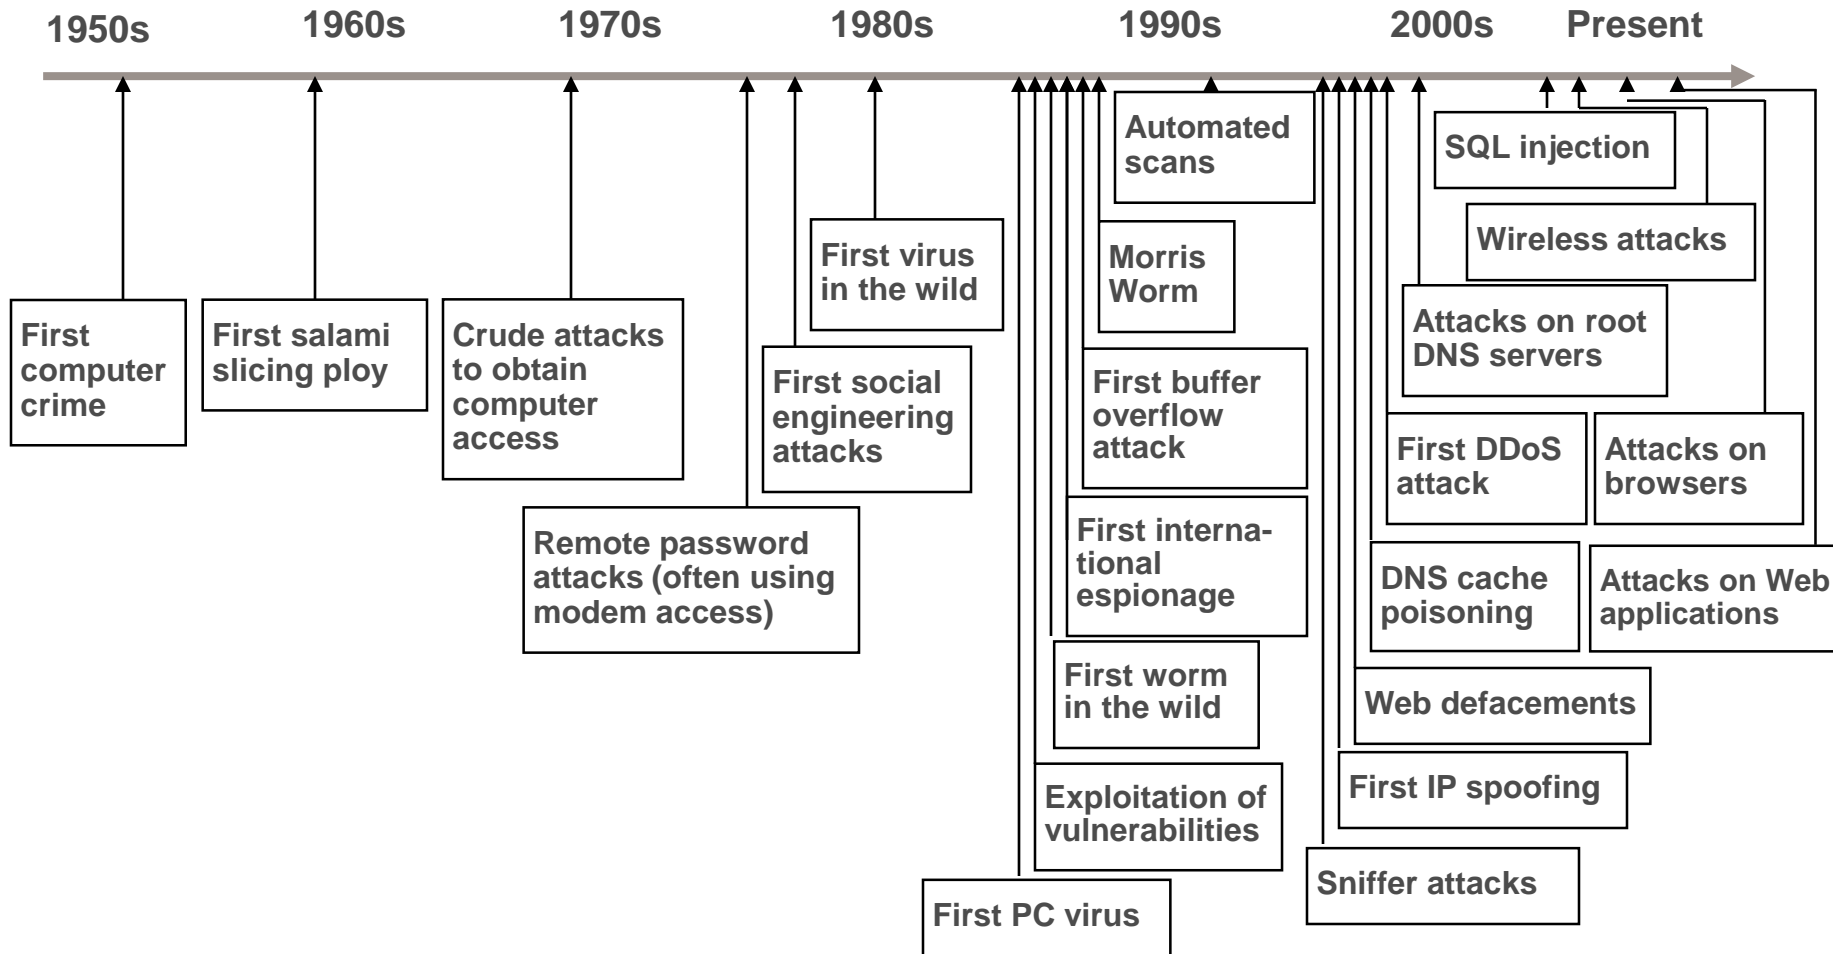 1950s
1960s
1970s
1980s
1990s
2000s
Present
First
computer
crime
First salami
slicing ploy
Crude attacks
to obtain
computer
access
Remote password
attacks (often using
modem access)
First social
engineering
attacks
First virus
in the wild
First PC virus
Exploitation of
vulnerabilities
First worm
in the wild
First interna-
tional
espionage
First buffer
overflow
attack
Morris
Worm
Automated
scans
Sniffer attacks
First IP spoofing
Web defacements
DNS cache
poisoning
First DDoS
attack
Attacks on root
DNS servers
SQL injection
Wireless attacks
Attacks on
browsers
Attacks on Web
applications